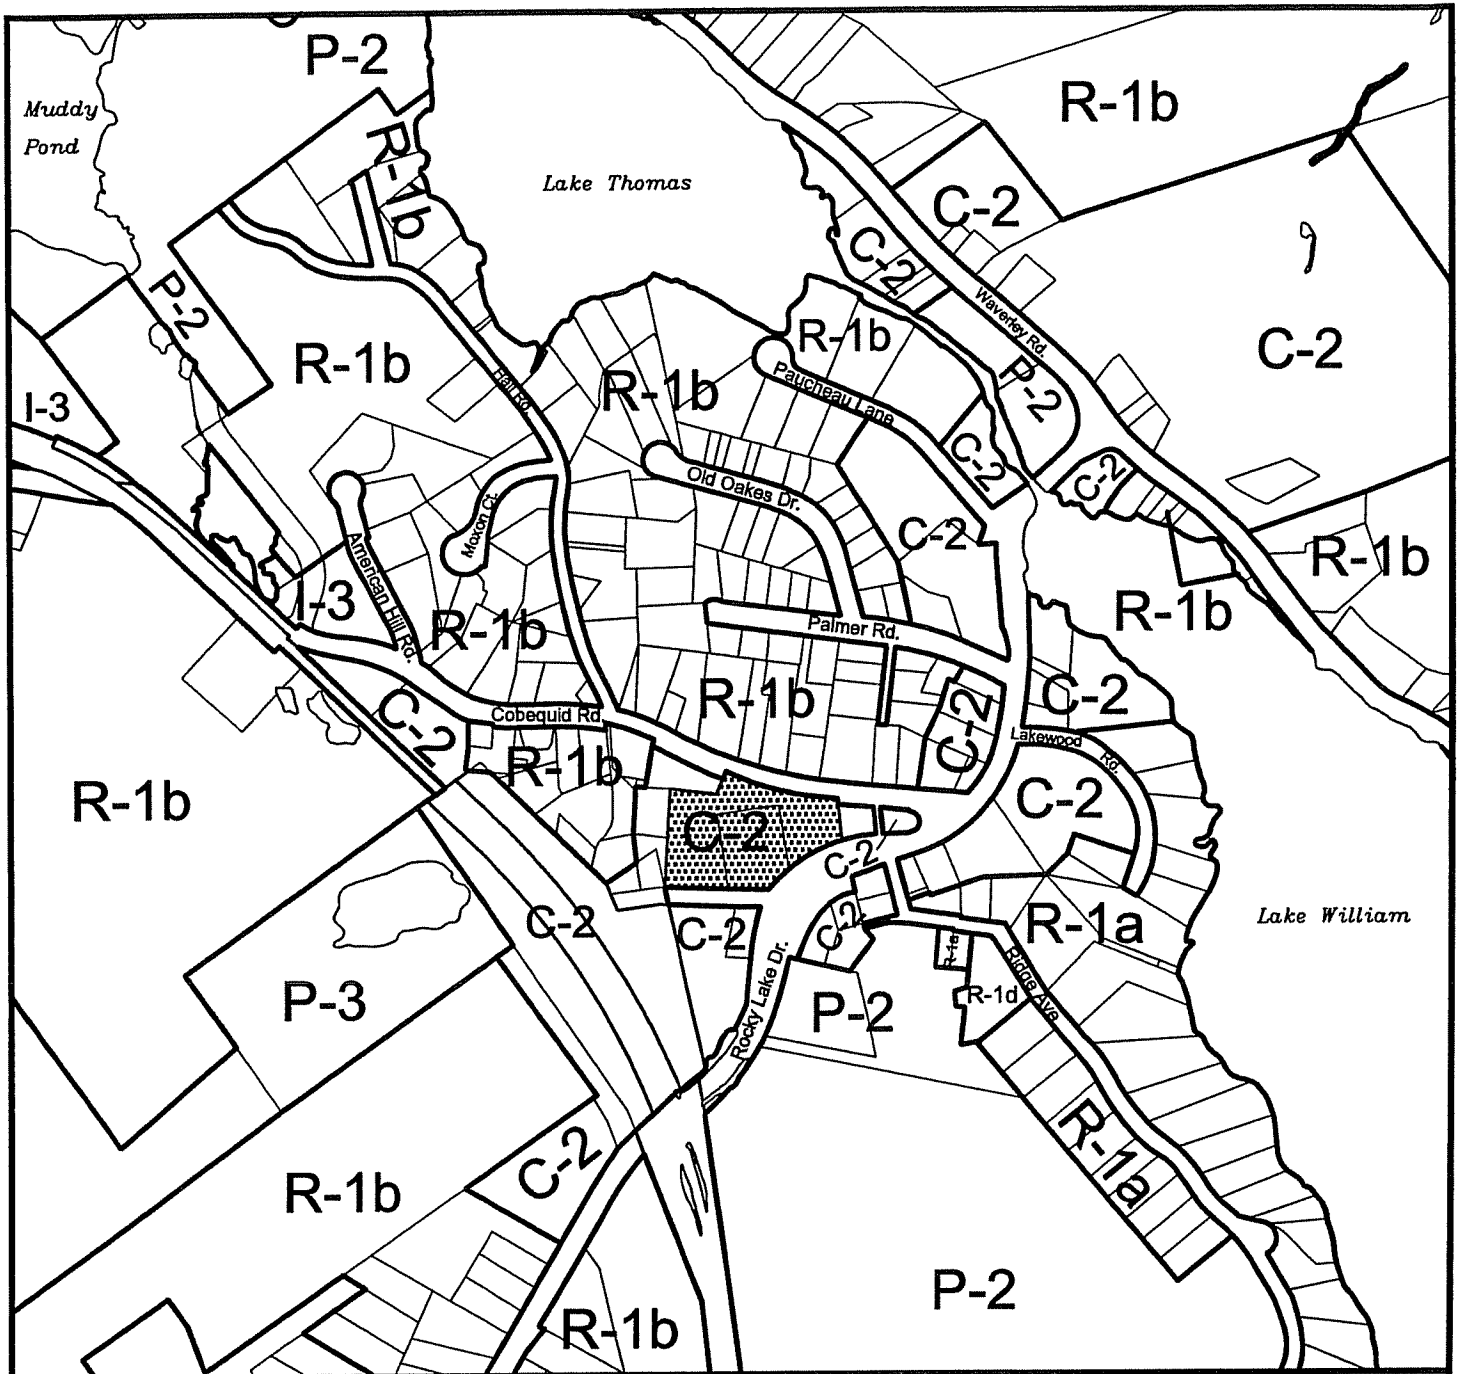 P-2
Muddy
Pond
R-1b
R-1b
Lake Thomas
C-2
C-2
P-2
Waverley Rd.
R-1b
R-1b
C-2
I-3
Hall Rd.
R-1b
Paucheau Lane
P-2
C-2
C-2
Old Oakes Dr.
Moxon Ct.
C-2
R-1b
American Hill Rd.
I-3
R-1b
R-1b
Palmer Rd.
R-1b
C-2
C-2
C-2
Cobequid Rd
Lakewood
Rd.
R-1b
R-1b
C-2
C-2
C-2
Lake William
C-2
C-2
C-2
R-1a
R-1a
P-3
R-1d
Ridge Ave
P-2
Rocky Lake Dr.
R-1a
C-2
R-1b
P-2
R-1b